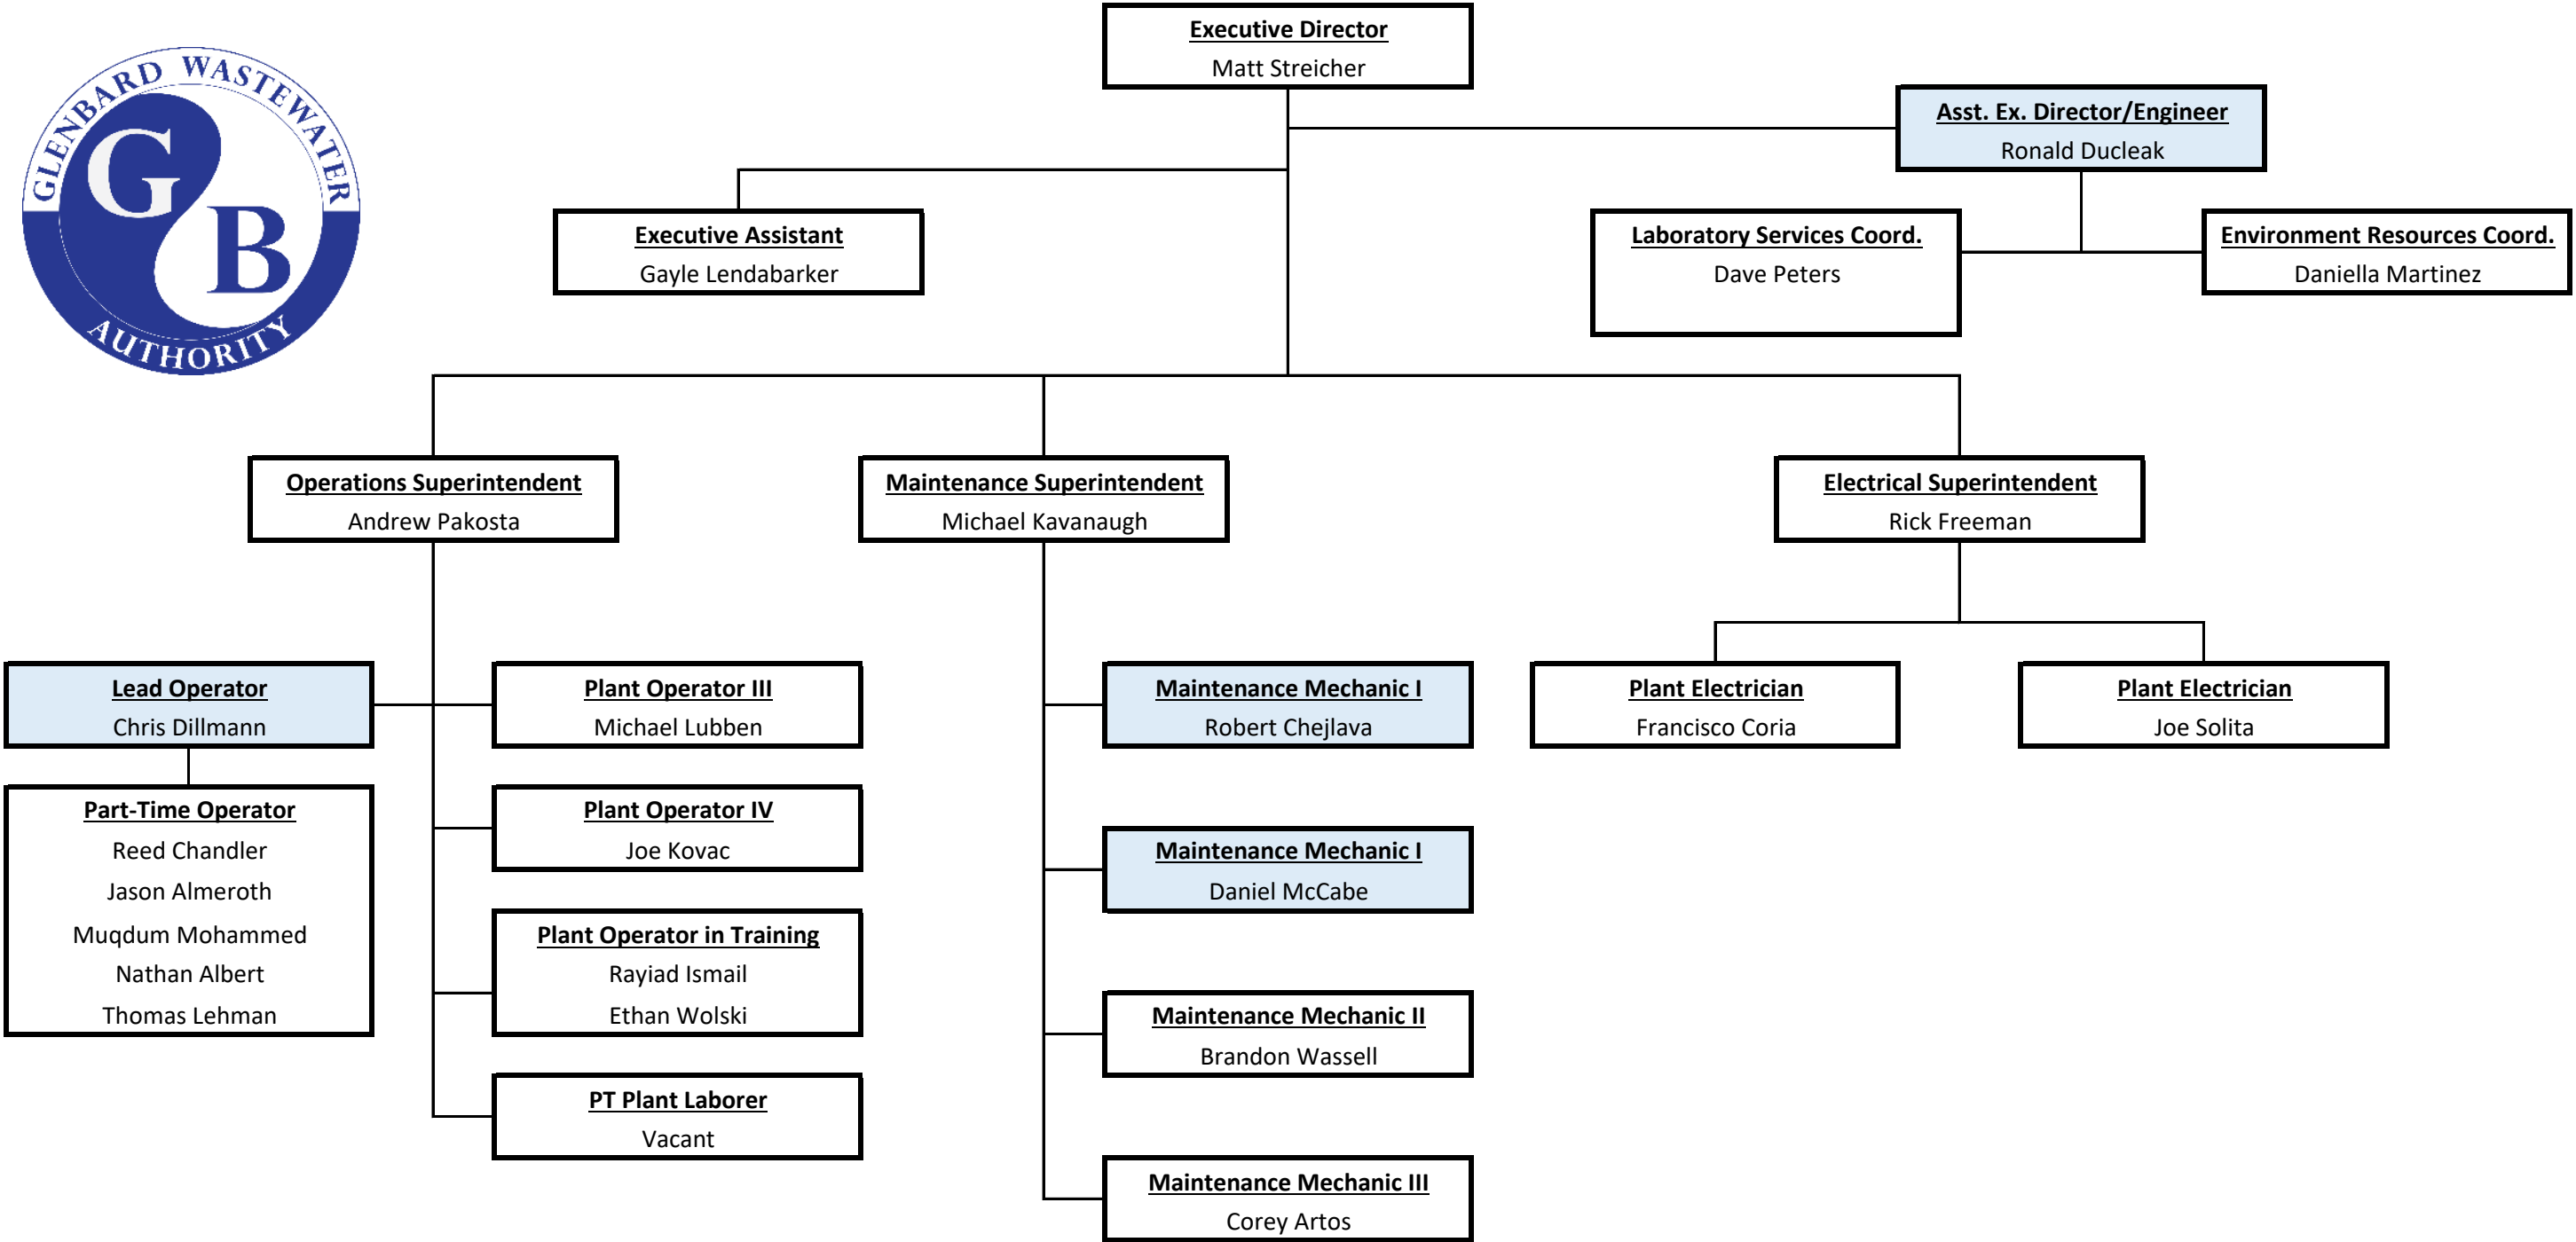 GLENBARD WASTEWATER
G
B
AUTHORITY
Executive Director
Matt Streicher
Asst. Ex. Director/Engineer
Ronald Ducleak
Executive Assistant
Gayle Lendabarker
Laboratory Services Coord.
Dave Peters
Environment Resources Coord.
Daniella Martinez
Operations Superintendent
Andrew Pakosta
Maintenance Superintendent
Michael Kavanaugh
Electrical Superintendent
Rick Freeman
Lead Operator
Chris Dillmann
Part-Time Operator
Reed Chandler
Jason Almeroth
Muqdum Mohammed
Nathan Albert
Thomas Lehman
Plant Operator III
Michael Lubben
Plant Operator IV
Joe Kovac
Plant Operator in Training
Rayiad Ismail
Ethan Wolski
PT Plant Laborer
Vacant
Maintenance Mechanic I
Robert Chejlava
Maintenance Mechanic I
Daniel McCabe
Maintenance Mechanic II
Brandon Wassell
Maintenance Mechanic III
Corey Artos
Plant Electrician
Francisco Coria
Plant Electrician
Joe Solita